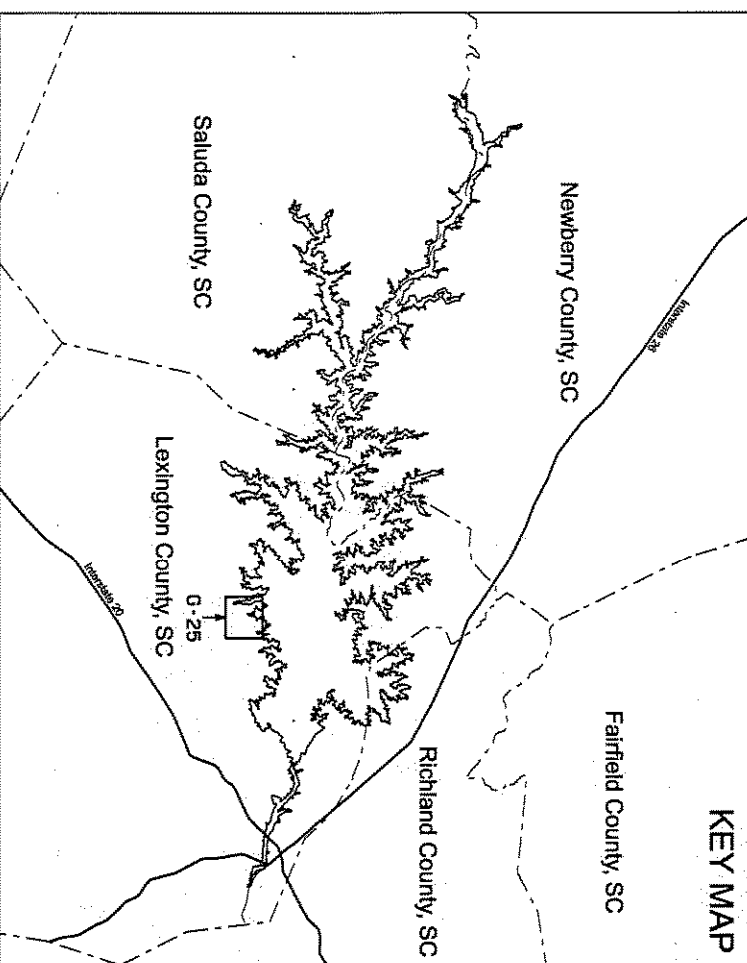 KEY MAP
Fairfield County, SC
Newberry County, SC
Interstate 26
Richland County, SC
Saluda County, SC
Lexington County, SC
G-25
Interstate 20